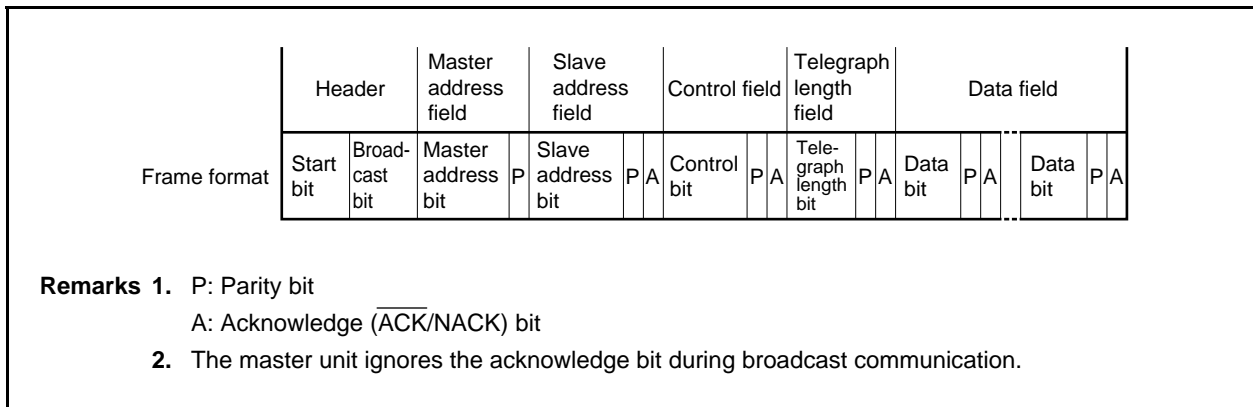 Header
Master address field
Slave address field
Control field
Telegraph length field
Data field
Frame format
Start bit
Broad-cast bit
Master address bit
P
Slave address bit
P
A
Control bit
P
A
Tele-graph length bit
P
A
Data bit
P
A
Data bit
P
A
Remarks 1. P: Parity bit
A: Acknowledge (A̅C̅K̅/NACK) bit
2. The master unit ignores the acknowledge bit during broadcast communication.